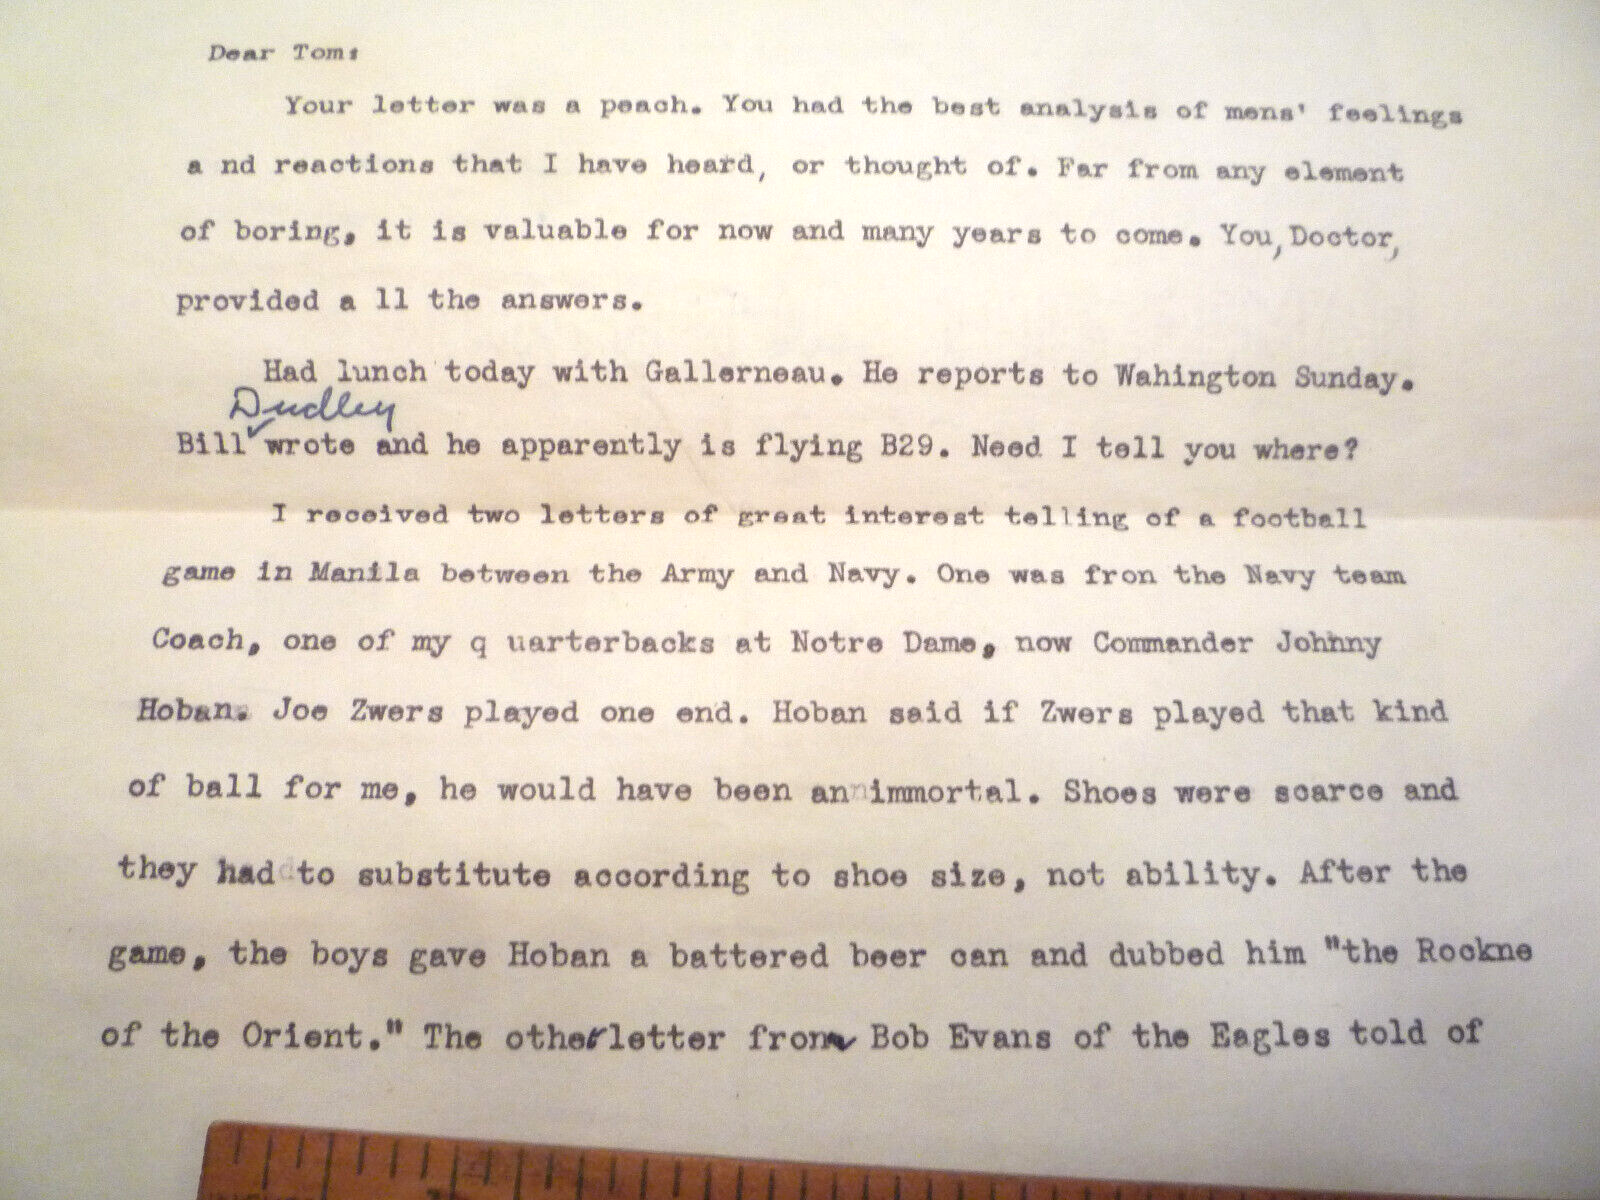 Dear Tom:
Your letter was a peach. You had the best analysis of mens' feelings
a nd reactions that I have heard, or thought of. Far from any element
of boring, it is valuable for now and many years to come. You, Doctor,
provided a ll the answers.
Had lunch today with Gallerneau. He reports to Wahington Sunday.
Dudley
Bill wrote and he apparently is flying B29. Need I tell you where?
I received two letters of great interest telling of a football
game in Manila between the Army and Navy. One was fron the Navy team
Coach, one of my q uarterbacks at Notre Dame, now Commander Johnny
Hoban. Joe Zwers played one end. Hoban said if Zwers played that kind
of ball for me, he would have been an immortal. Shoes were scarce and
they had to substitute according to shoe size, not ability. After the
game, the boys gave Hoban a battered beer can and dubbed him "the Rockne
of the Orient." The other letter from Bob Evans of the Eagles told of